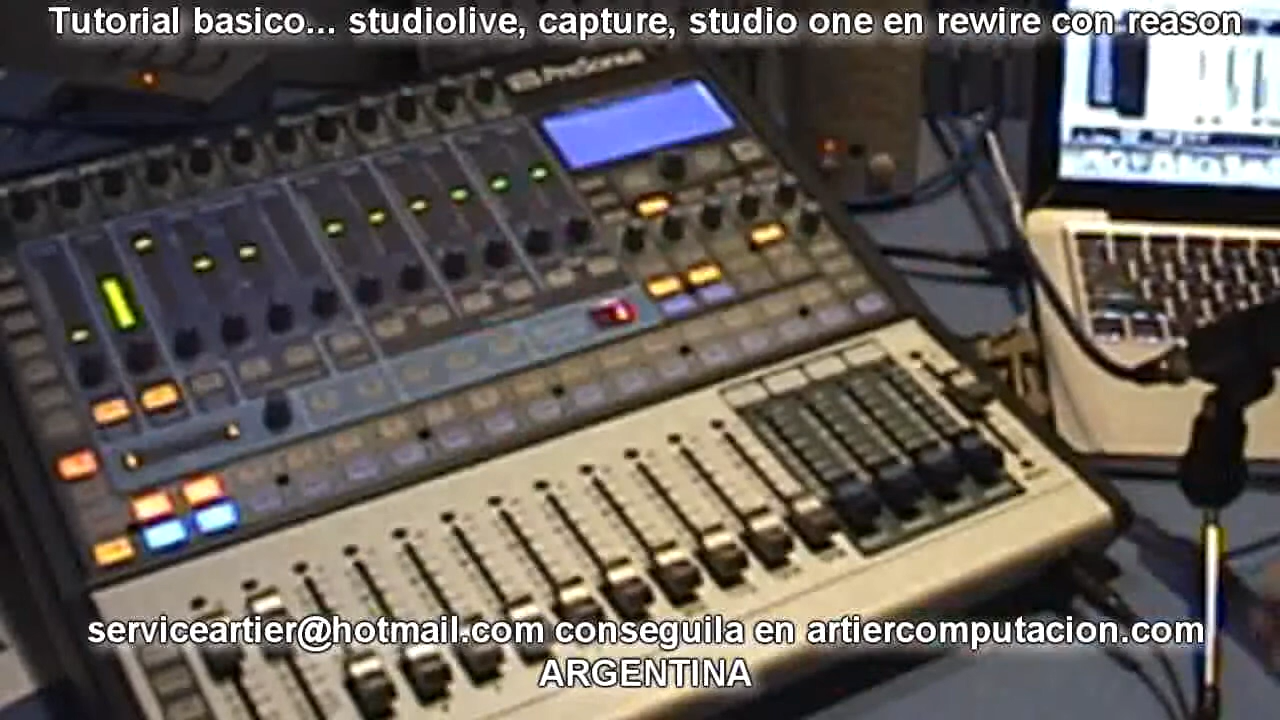 Tutorial basico... studiolive, capture, studio one en rewire con reason
PreSonus
serviceartier@hotmail.com conseguila en artiercomputacion.com
ARGENTINA